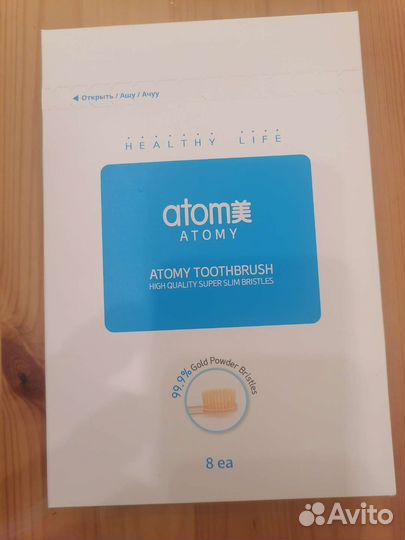 ◀ Открыть / Ашу / Ачуу
HEALTHY LIFE
atom美
ATOMY
ATOMY TOOTHBRUSH
HIGH QUALITY SUPER SLIM BRISTLES
99.9% Gold Powder Bristles
8 ea
Avito